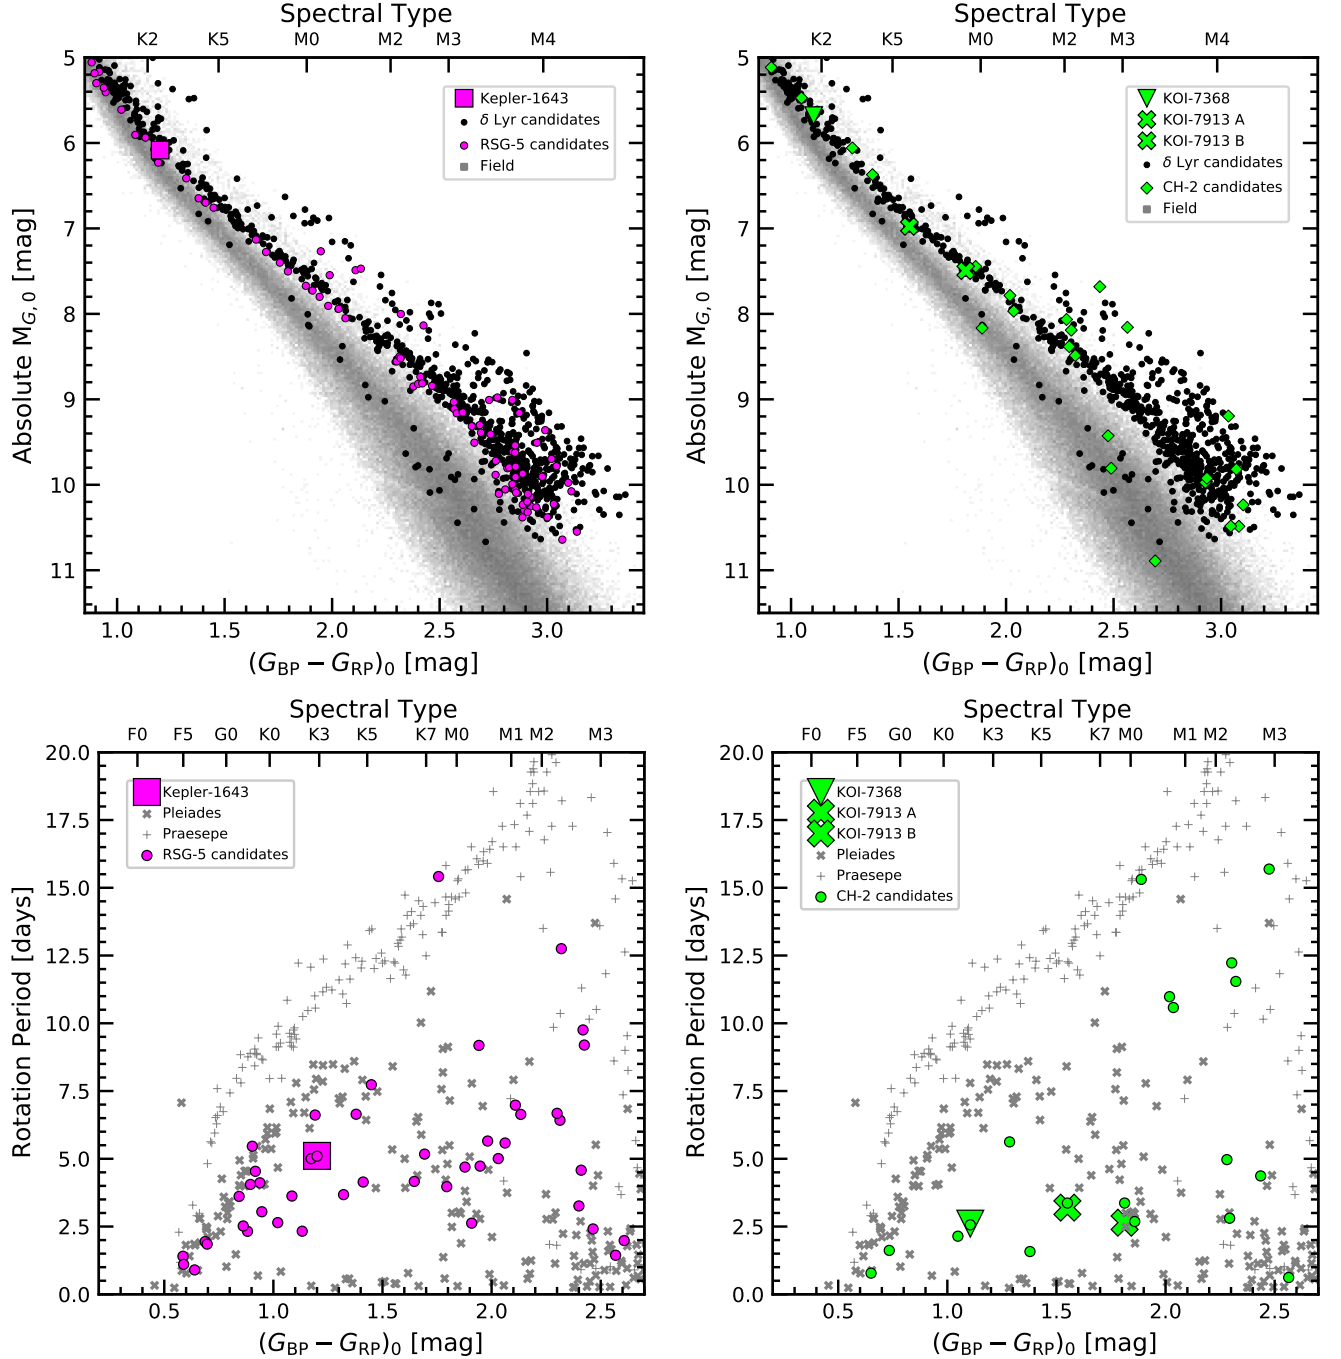 Spectral Type
K2 K5 M0 M2 M3 M4
5
6
7
8
9
10
11
Absolute M_G,0 [mag]
Kepler-1643
δ Lyr candidates
RSG-5 candidates
Field
1.0 1.5 2.0 2.5 3.0
(G_BP − G_RP)_0 [mag]
Spectral Type
K2 K5 M0 M2 M3 M4
5
6
7
8
9
10
11
Absolute M_G,0 [mag]
KOI-7368
KOI-7913 A
KOI-7913 B
δ Lyr candidates
CH-2 candidates
Field
1.0 1.5 2.0 2.5 3.0
(G_BP − G_RP)_0 [mag]
Spectral Type
F0 F5 G0 K0 K3 K5 K7 M0 M1 M2 M3
20.0
17.5
15.0
12.5
10.0
7.5
5.0
2.5
0.0
Rotation Period [days]
Kepler-1643
Pleiades
Praesepe
RSG-5 candidates
0.5 1.0 1.5 2.0 2.5
(G_BP − G_RP)_0 [mag]
Spectral Type
F0 F5 G0 K0 K3 K5 K7 M0 M1 M2 M3
20.0
17.5
15.0
12.5
10.0
7.5
5.0
2.5
0.0
Rotation Period [days]
KOI-7368
KOI-7913 A
KOI-7913 B
Pleiades
Praesepe
CH-2 candidates
0.5 1.0 1.5 2.0 2.5
(G_BP − G_RP)_0 [mag]